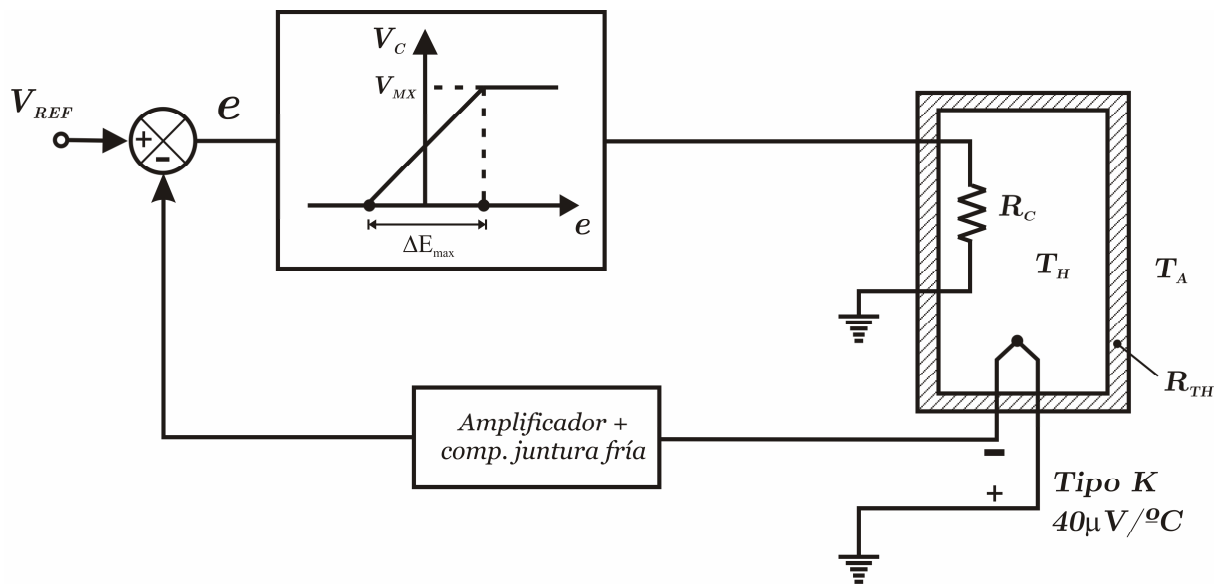 V_REF
+
-
e
V_C
V_MX
e
ΔE_max
R_C
T_H
T_A
R_TH
Amplificador +
comp. juntura fría
-
+
Tipo K
40µV/ºC